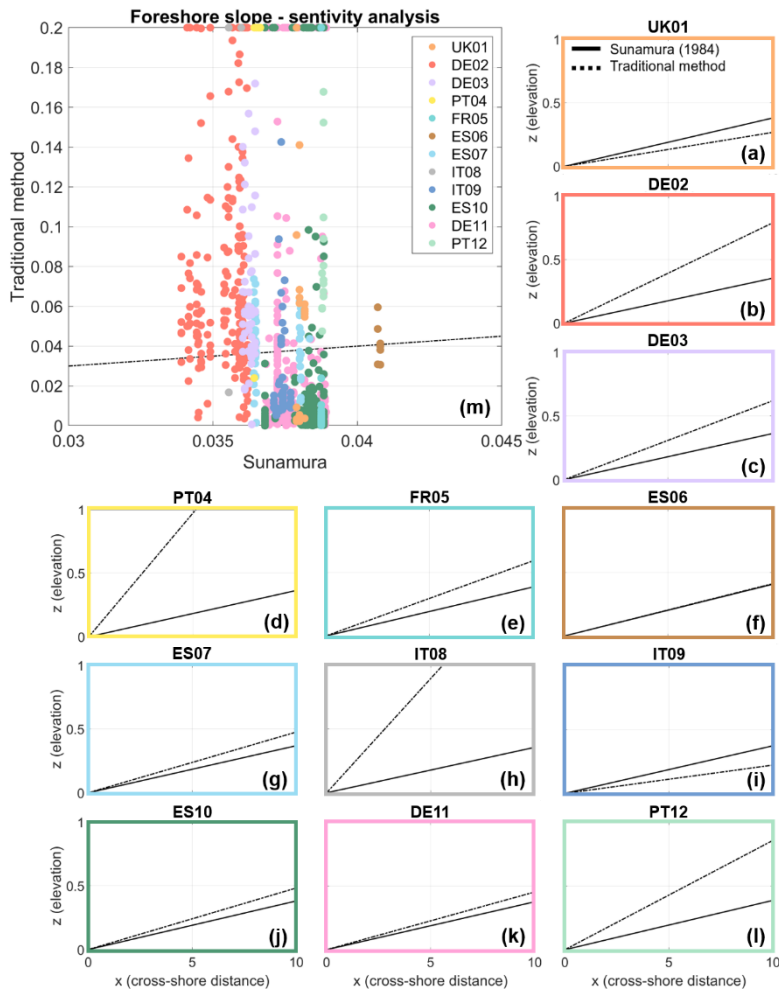 Foreshore slope - sentivity analysis
0.2
0.18
0.16
0.14
0.12
0.1
0.08
0.06
0.04
0.02
0
Traditional method
0.03
0.035
0.04
0.045
Sunamura
(m)
UK01
DE02
DE03
PT04
FR05
ES06
ES07
IT08
IT09
ES10
DE11
PT12
UK01
1
0.5
0
z (elevation)
Sunamura (1984)
Traditional method
(a)
DE02
1
0.5
0
z (elevation)
(b)
DE03
1
0.5
0
z (elevation)
(c)
PT04
1
0.5
0
z (elevation)
(d)
FR05
(e)
ES06
(f)
ES07
1
0.5
0
z (elevation)
(g)
IT08
(h)
IT09
(i)
ES10
1
0.5
0
z (elevation)
(j)
0
5
10
x (cross-shore distance)
DE11
(k)
0
5
10
x (cross-shore distance)
PT12
(l)
0
5
10
x (cross-shore distance)